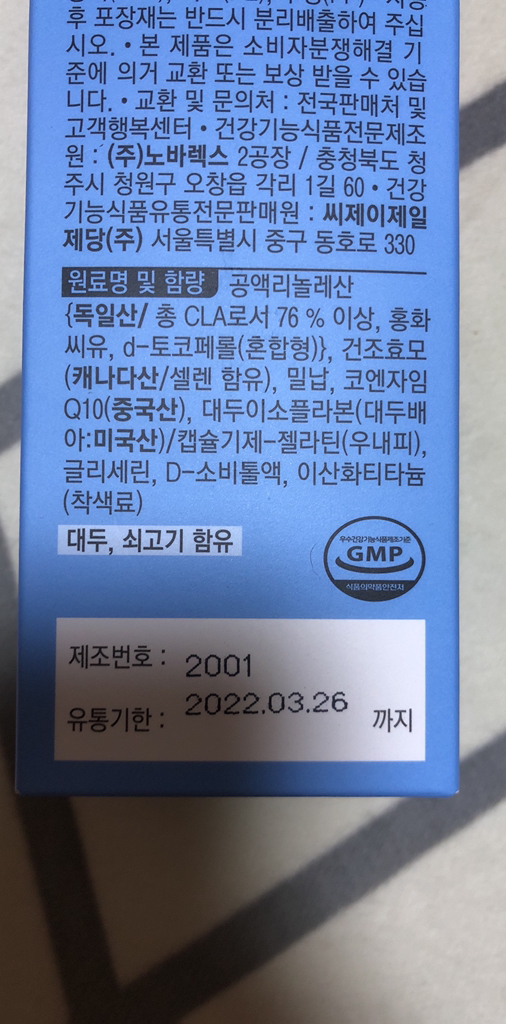 후 포장재는 반드시 분리배출하여 주십
시오. • 본 제품은 소비자분쟁해결 기
준에 의거 교환 또는 보상 받을 수 있습
니다. • 교환 및 문의처 : 전국판매처 및
고객행복센터 • 건강기능식품전문제조
원 : (주)노바렉스 2공장 / 충청북도 청
주시 청원구 오창읍 각리 1길 60 • 건강
기능식품유통전문판매원 : 씨제이제일
제당(주) 서울특별시 중구 동호로 330
원료명 및 함량 공액리놀레산
{독일산/ 총 CLA로서 76 % 이상, 홍화
씨유, d-토코페롤(혼합형)}, 건조효모
(캐나다산/셀렌 함유), 밀납, 코엔자임
Q10(중국산), 대두이소플라본(대두배
아:미국산)/캡슐기제-젤라틴(우내피),
글리세린, D-소비톨액, 이산화티타늄
(착색료)
대두, 쇠고기 함유
우수건강기능식품제조기준
GMP
식품의약품안전처
제조번호 : 2001
유통기한 : 2022.03.26 까지